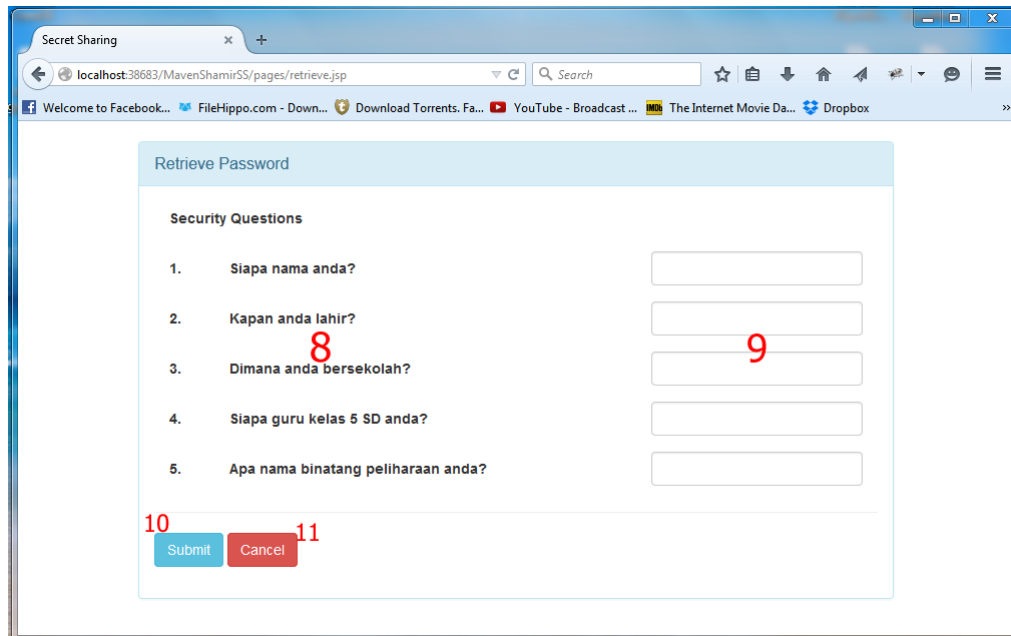 Secret Sharing
localhost:38683/MavenShamirSS/pages/retrieve.jsp
Search
Welcome to Facebook... FileHippo.com - Down... Download Torrents. Fa... YouTube - Broadcast ... IMDb The Internet Movie Da... Dropbox
Retrieve Password
Security Questions
1. Siapa nama anda?
2. Kapan anda lahir?
8 9
3. Dimana anda bersekolah?
4. Siapa guru kelas 5 SD anda?
5. Apa nama binatang peliharaan anda?
10 11
Submit Cancel